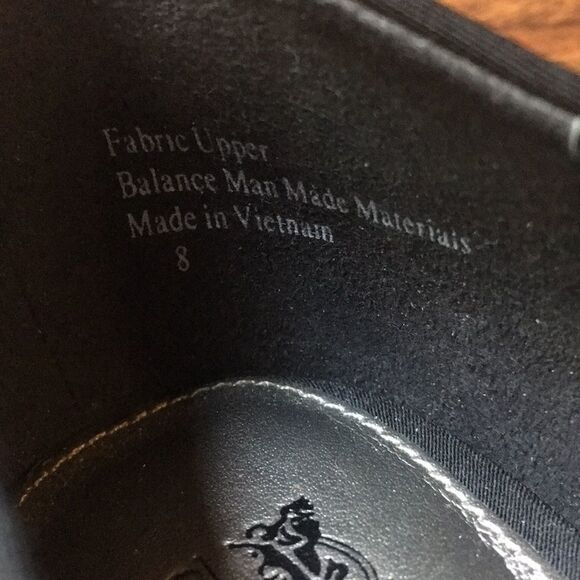 Fabric Upper
Balance Man Made Materials
Made in Vietnam
8